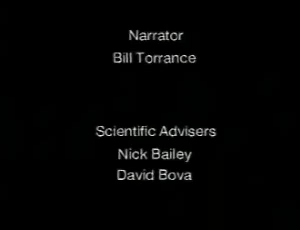 Narrator
Bill Torrance
Scientific Advisers
Nick Bailey
David Bova